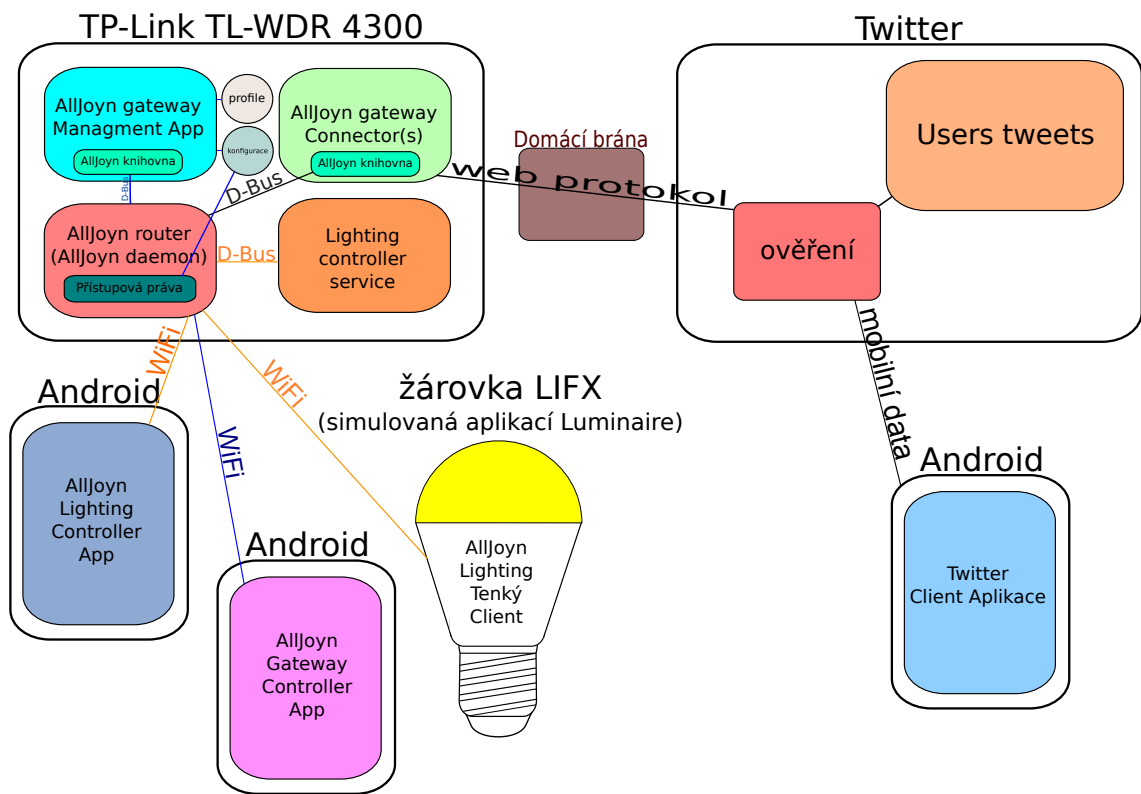 TP-Link TL-WDR 4300
AllJoyn gateway
Managment App
AllJoyn knihovna
profile
konfigurace
AllJoyn gateway
Connector(s)
AllJoyn knihovna
D-Bus
D-Bus
AllJoyn router
(AllJoyn daemon)
Přístupová práva
D-Bus
Lighting
controller
service
Domácí brána
web protokol
Twitter
Users tweets
ověření
mobilní data
WiFi
WiFi
WiFi
Android
AllJoyn
Lighting
Controller
App
Android
AllJoyn
Gateway
Controller
App
žárovka LIFX
(simulovaná aplikací Luminaire)
AllJoyn
Lighting
Tenký
Client
Android
Twitter
Client Aplikace